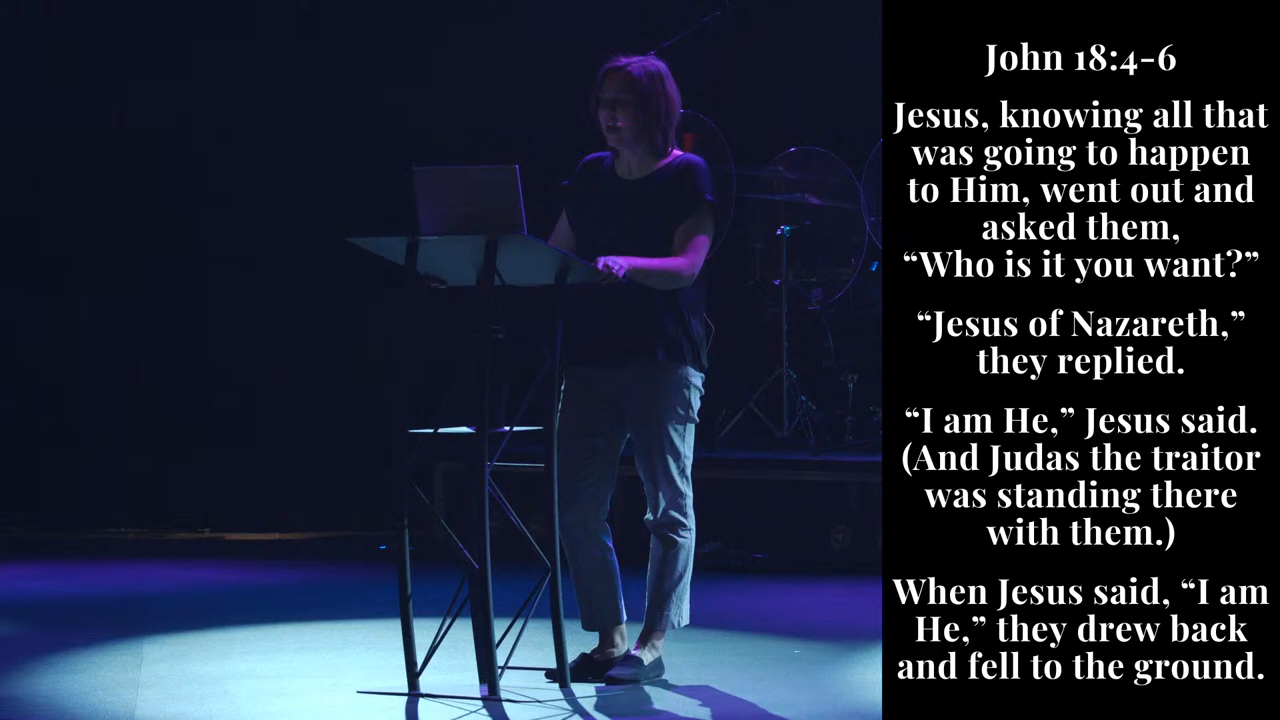 John 18:4-6
Jesus, knowing all that
was going to happen
to Him, went out and
asked them,
“Who is it you want?”
“Jesus of Nazareth,”
they replied.
“I am He,” Jesus said.
(And Judas the traitor
was standing there
with them.)
When Jesus said, “I am
He,” they drew back
and fell to the ground.